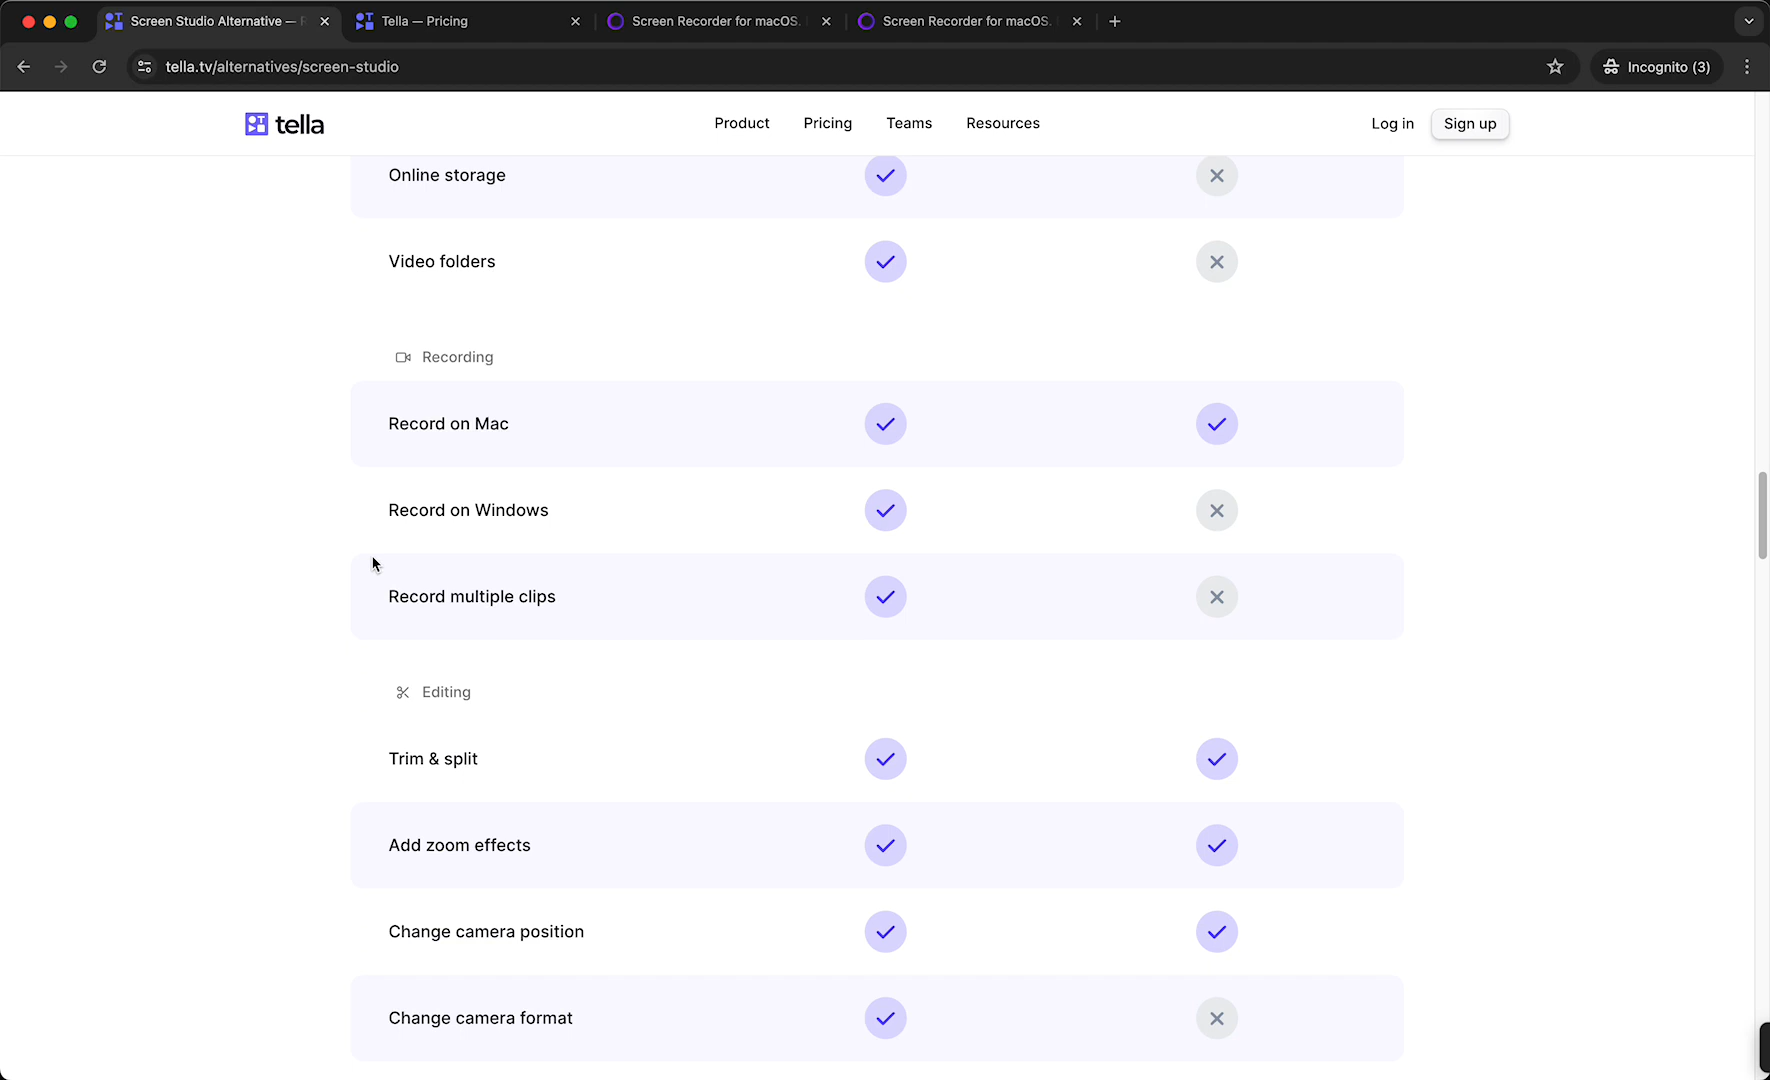 Screen Studio Alternative —
Tella — Pricing
Screen Recorder for macOS.
Screen Recorder for macOS.
tella.tv/alternatives/screen-studio
Incognito (3)
tella
Product
Pricing
Teams
Resources
Log in
Sign up
Online storage
Video folders
Recording
Record on Mac
Record on Windows
Record multiple clips
Editing
Trim & split
Add zoom effects
Change camera position
Change camera format